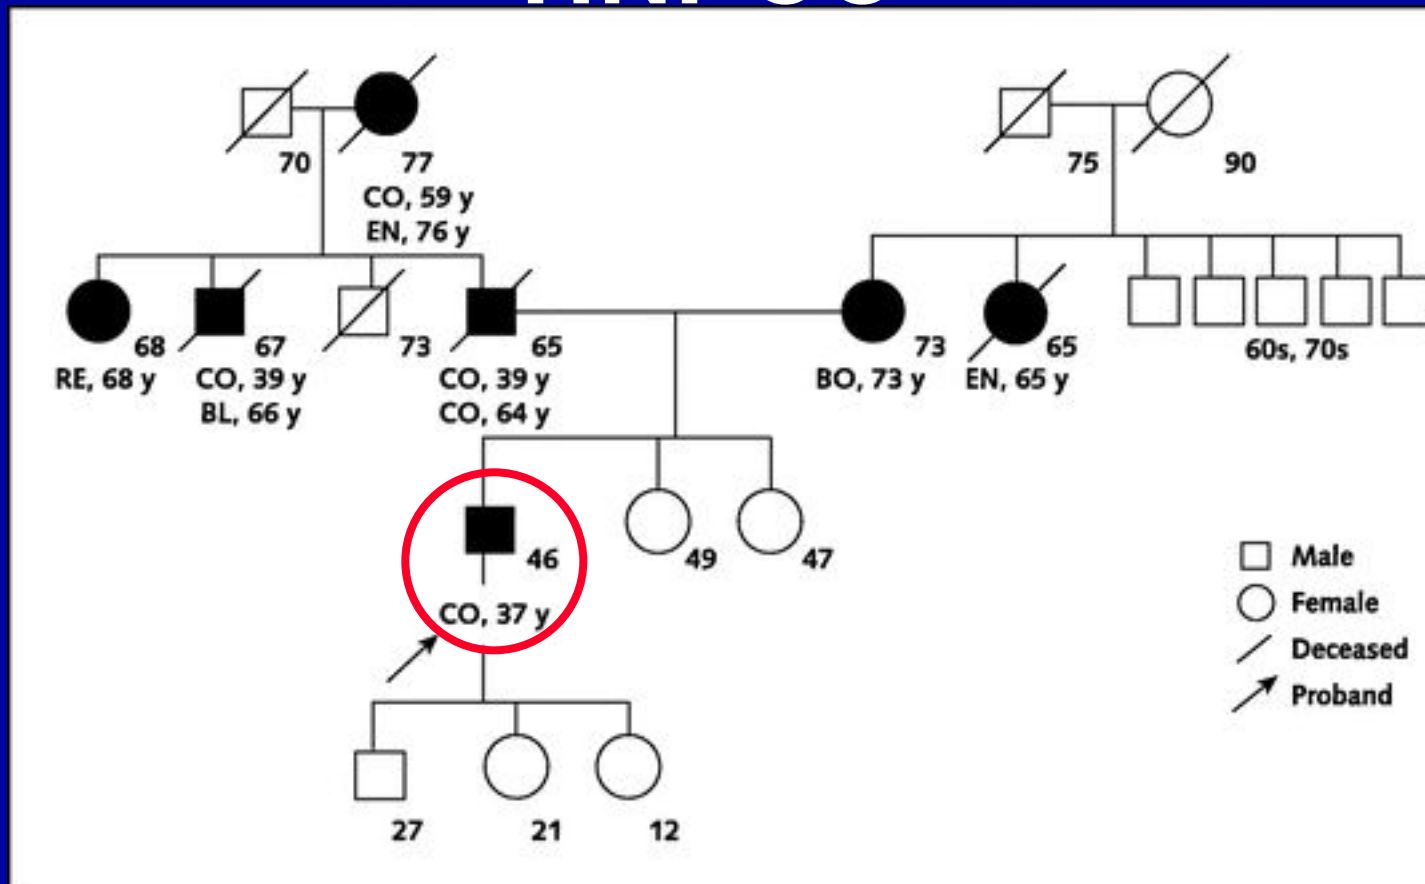 70
77
CO, 59 y
EN, 76 y
75
90
68
RE, 68 y
67
CO, 39 y
BL, 66 y
73
65
CO, 39 y
CO, 64 y
73
BO, 73 y
65
EN, 65 y
60s, 70s
46
CO, 37 y
49
47
Male
Female
Deceased
Proband
27
21
12